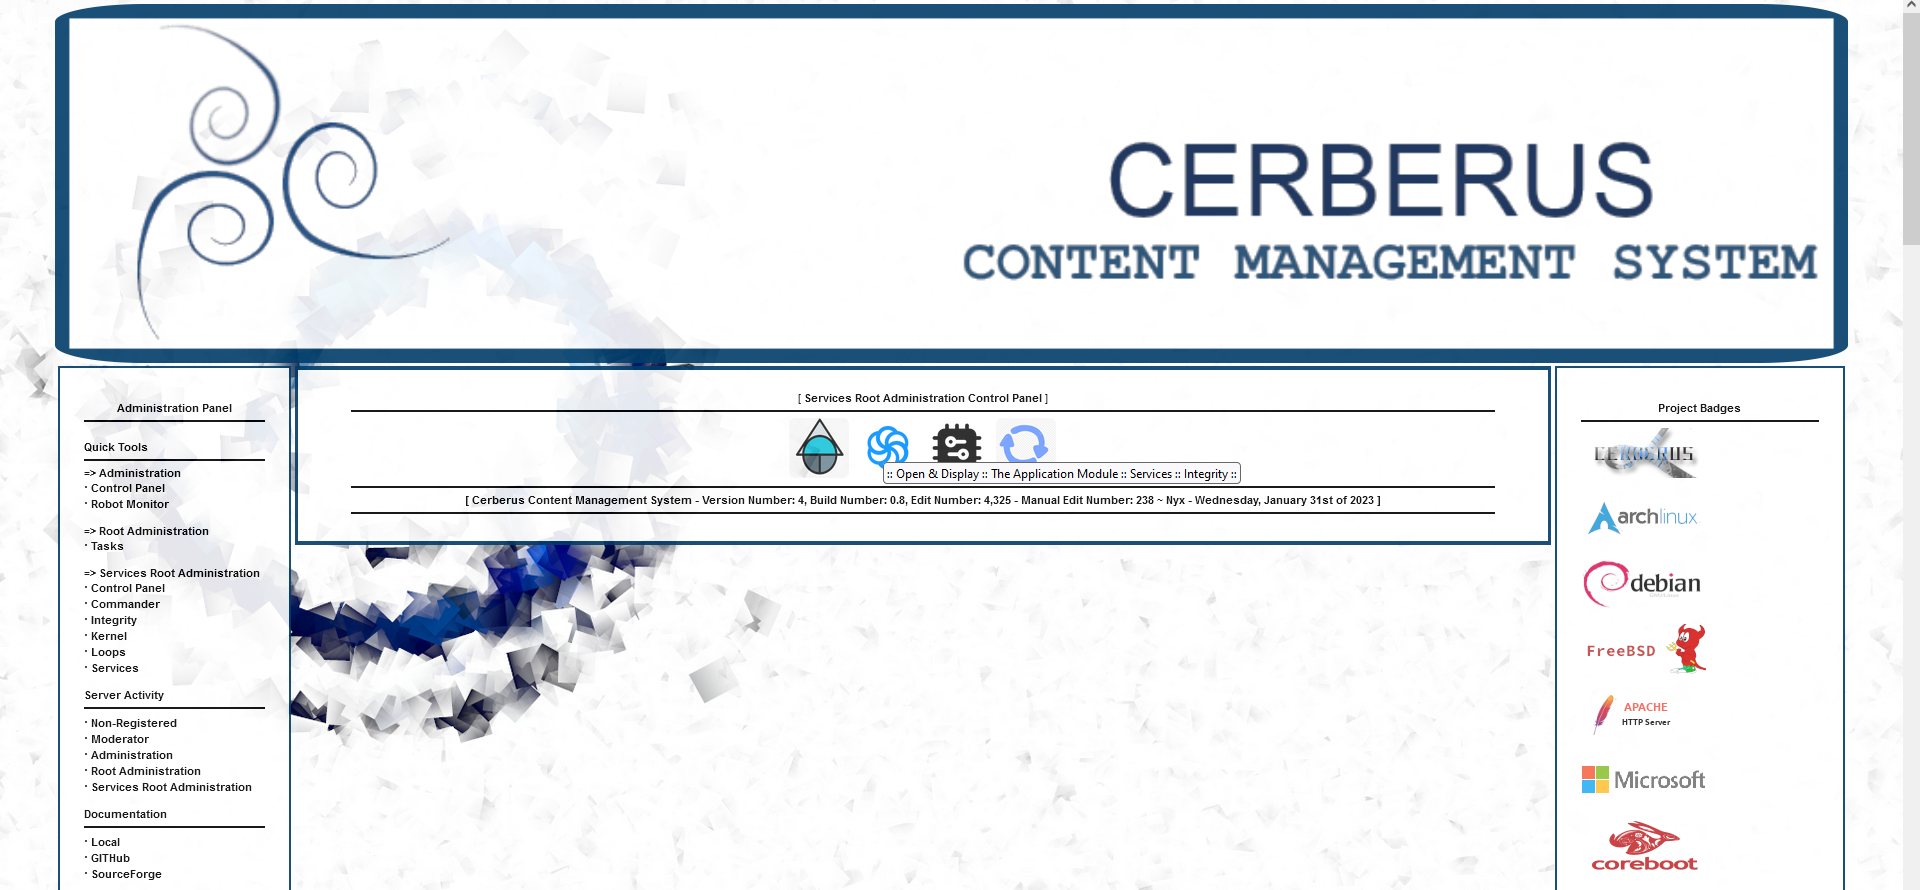 CERBERUS
CONTENT MANAGEMENT SYSTEM
Administration Panel
Quick Tools
=> Administration
· Control Panel
· Robot Monitor
=> Root Administration
· Tasks
=> Services Root Administration
· Control Panel
· Commander
· Integrity
· Kernel
· Loops
· Services
Server Activity
· Non-Registered
· Moderator
· Administration
· Root Administration
· Services Root Administration
Documentation
· Local
· GITHub
· SourceForge
[ Services Root Administration Control Panel ]
:: Open & Display :: The Application Module :: Services :: Integrity ::
[ Cerberus Content Management System - Version Number: 4, Build Number: 0.8, Edit Number: 4,325 - Manual Edit Number: 238 ~ Nyx - Wednesday, January 31st of 2023 ]
Project Badges
CERBERUS
archlinux
debian
FreeBSD
APACHE
HTTP Server
Microsoft
coreboot